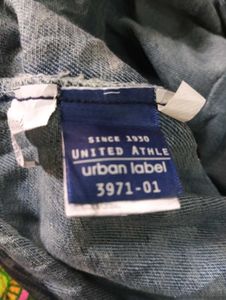 SINCE 1930
UNITED ATHLE
urban label
3971-01